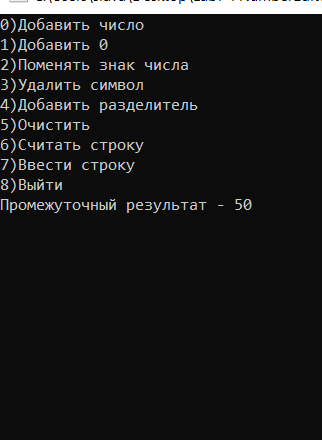 0)Добавить число
1)Добавить 0
2)Поменять знак числа
3)Удалить символ
4)Добавить разделитель
5)Очистить
6)Считать строку
7)Ввести строку
8)Выйти
Промежуточный результат - 50